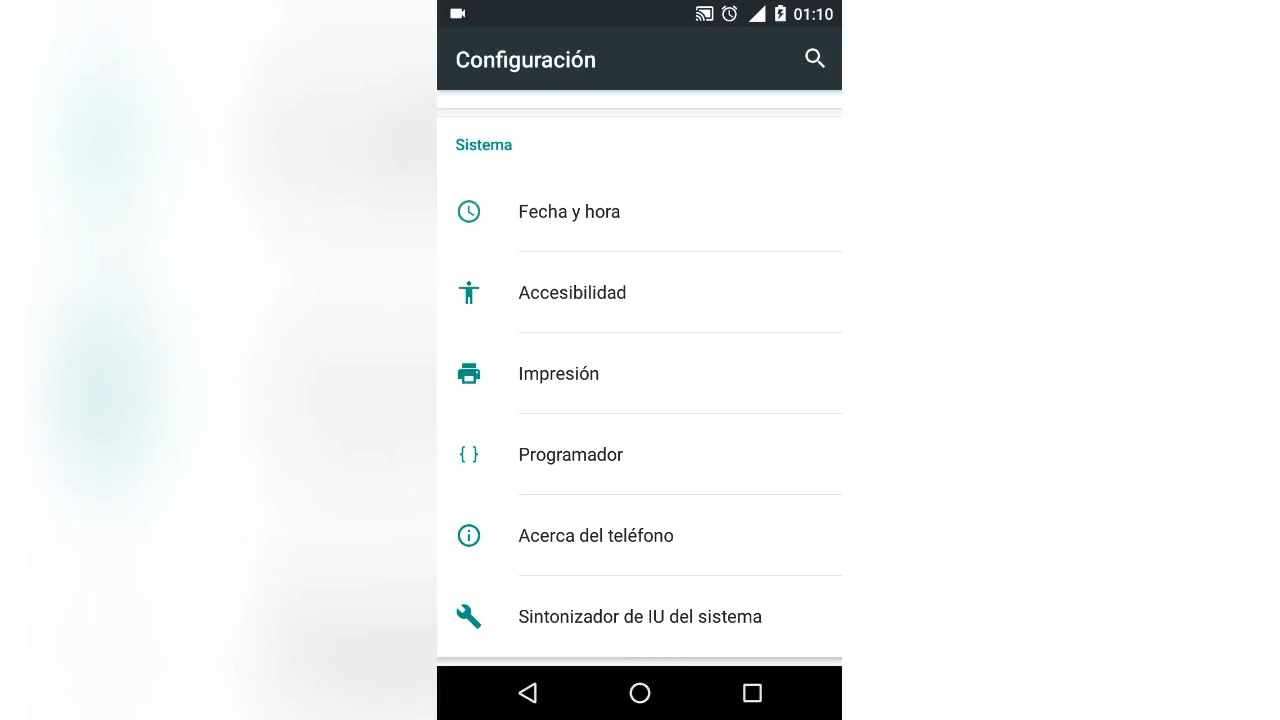 01:10
Configuración
Sistema
Fecha y hora
Accesibilidad
Impresión
Programador
Acerca del teléfono
Sintonizador de IU del sistema